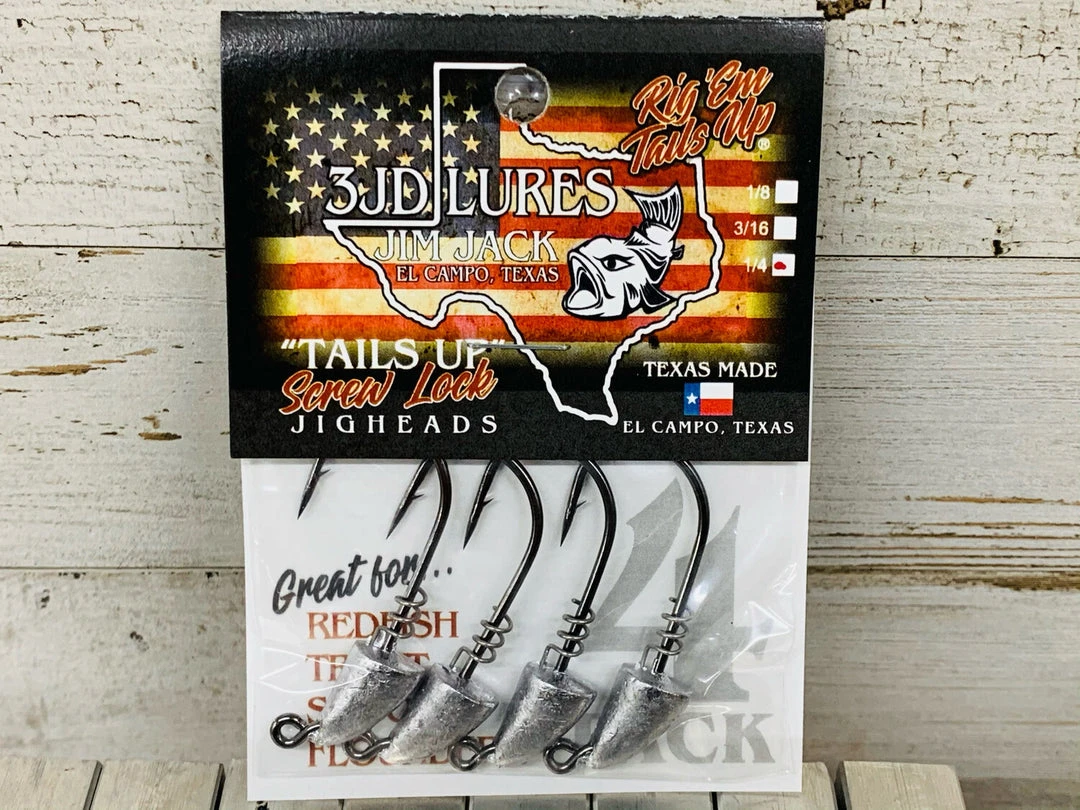 Rig 'Em
Tails Up®
1/8
3JD LURES
3/16
JIM JACK
1/4
EL CAMPO, TEXAS
"TAILS UP"
Screw Lock
JIGHEADS
TEXAS MADE
EL CAMPO, TEXAS
Great for...
REDFISH
4